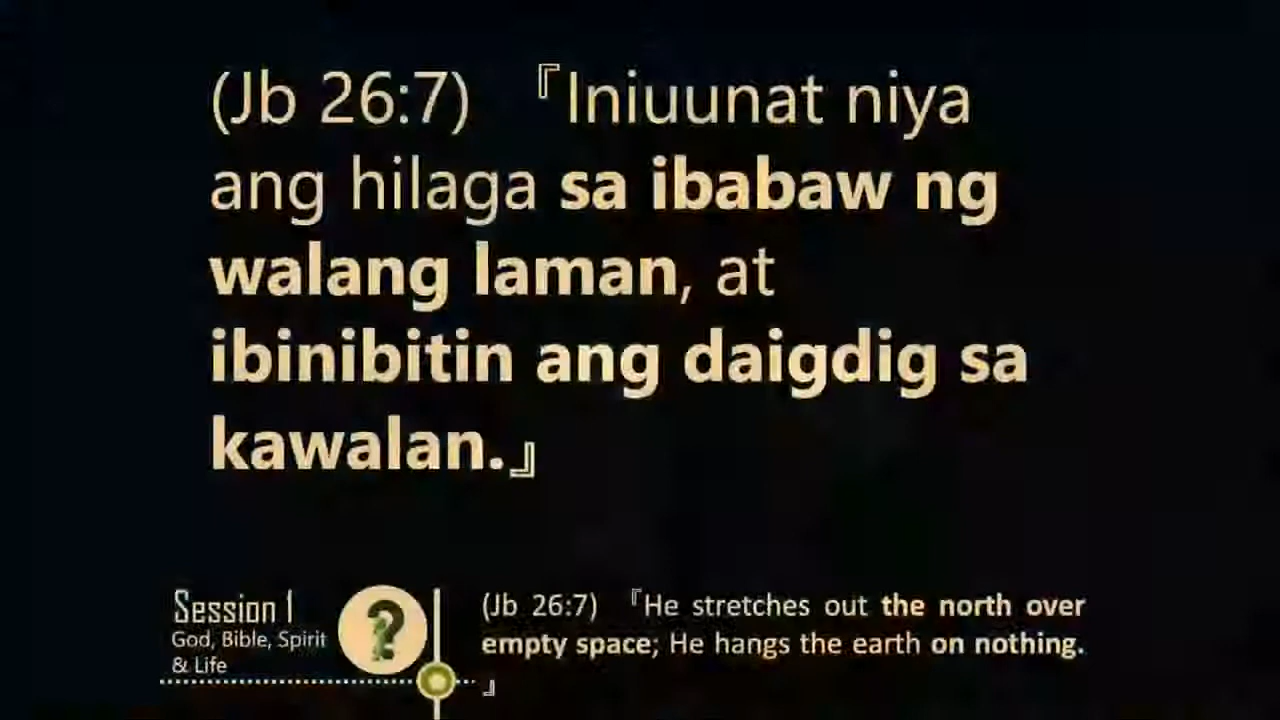 (Jb 26:7) 『Iniuunat niya
ang hilaga sa ibabaw ng
walang laman, at
ibinibitin ang daigdig sa
kawalan.』
Session 1
God, Bible, Spirit
& Life
?
(Jb 26:7) 『He stretches out the north over
empty space; He hangs the earth on nothing.
』